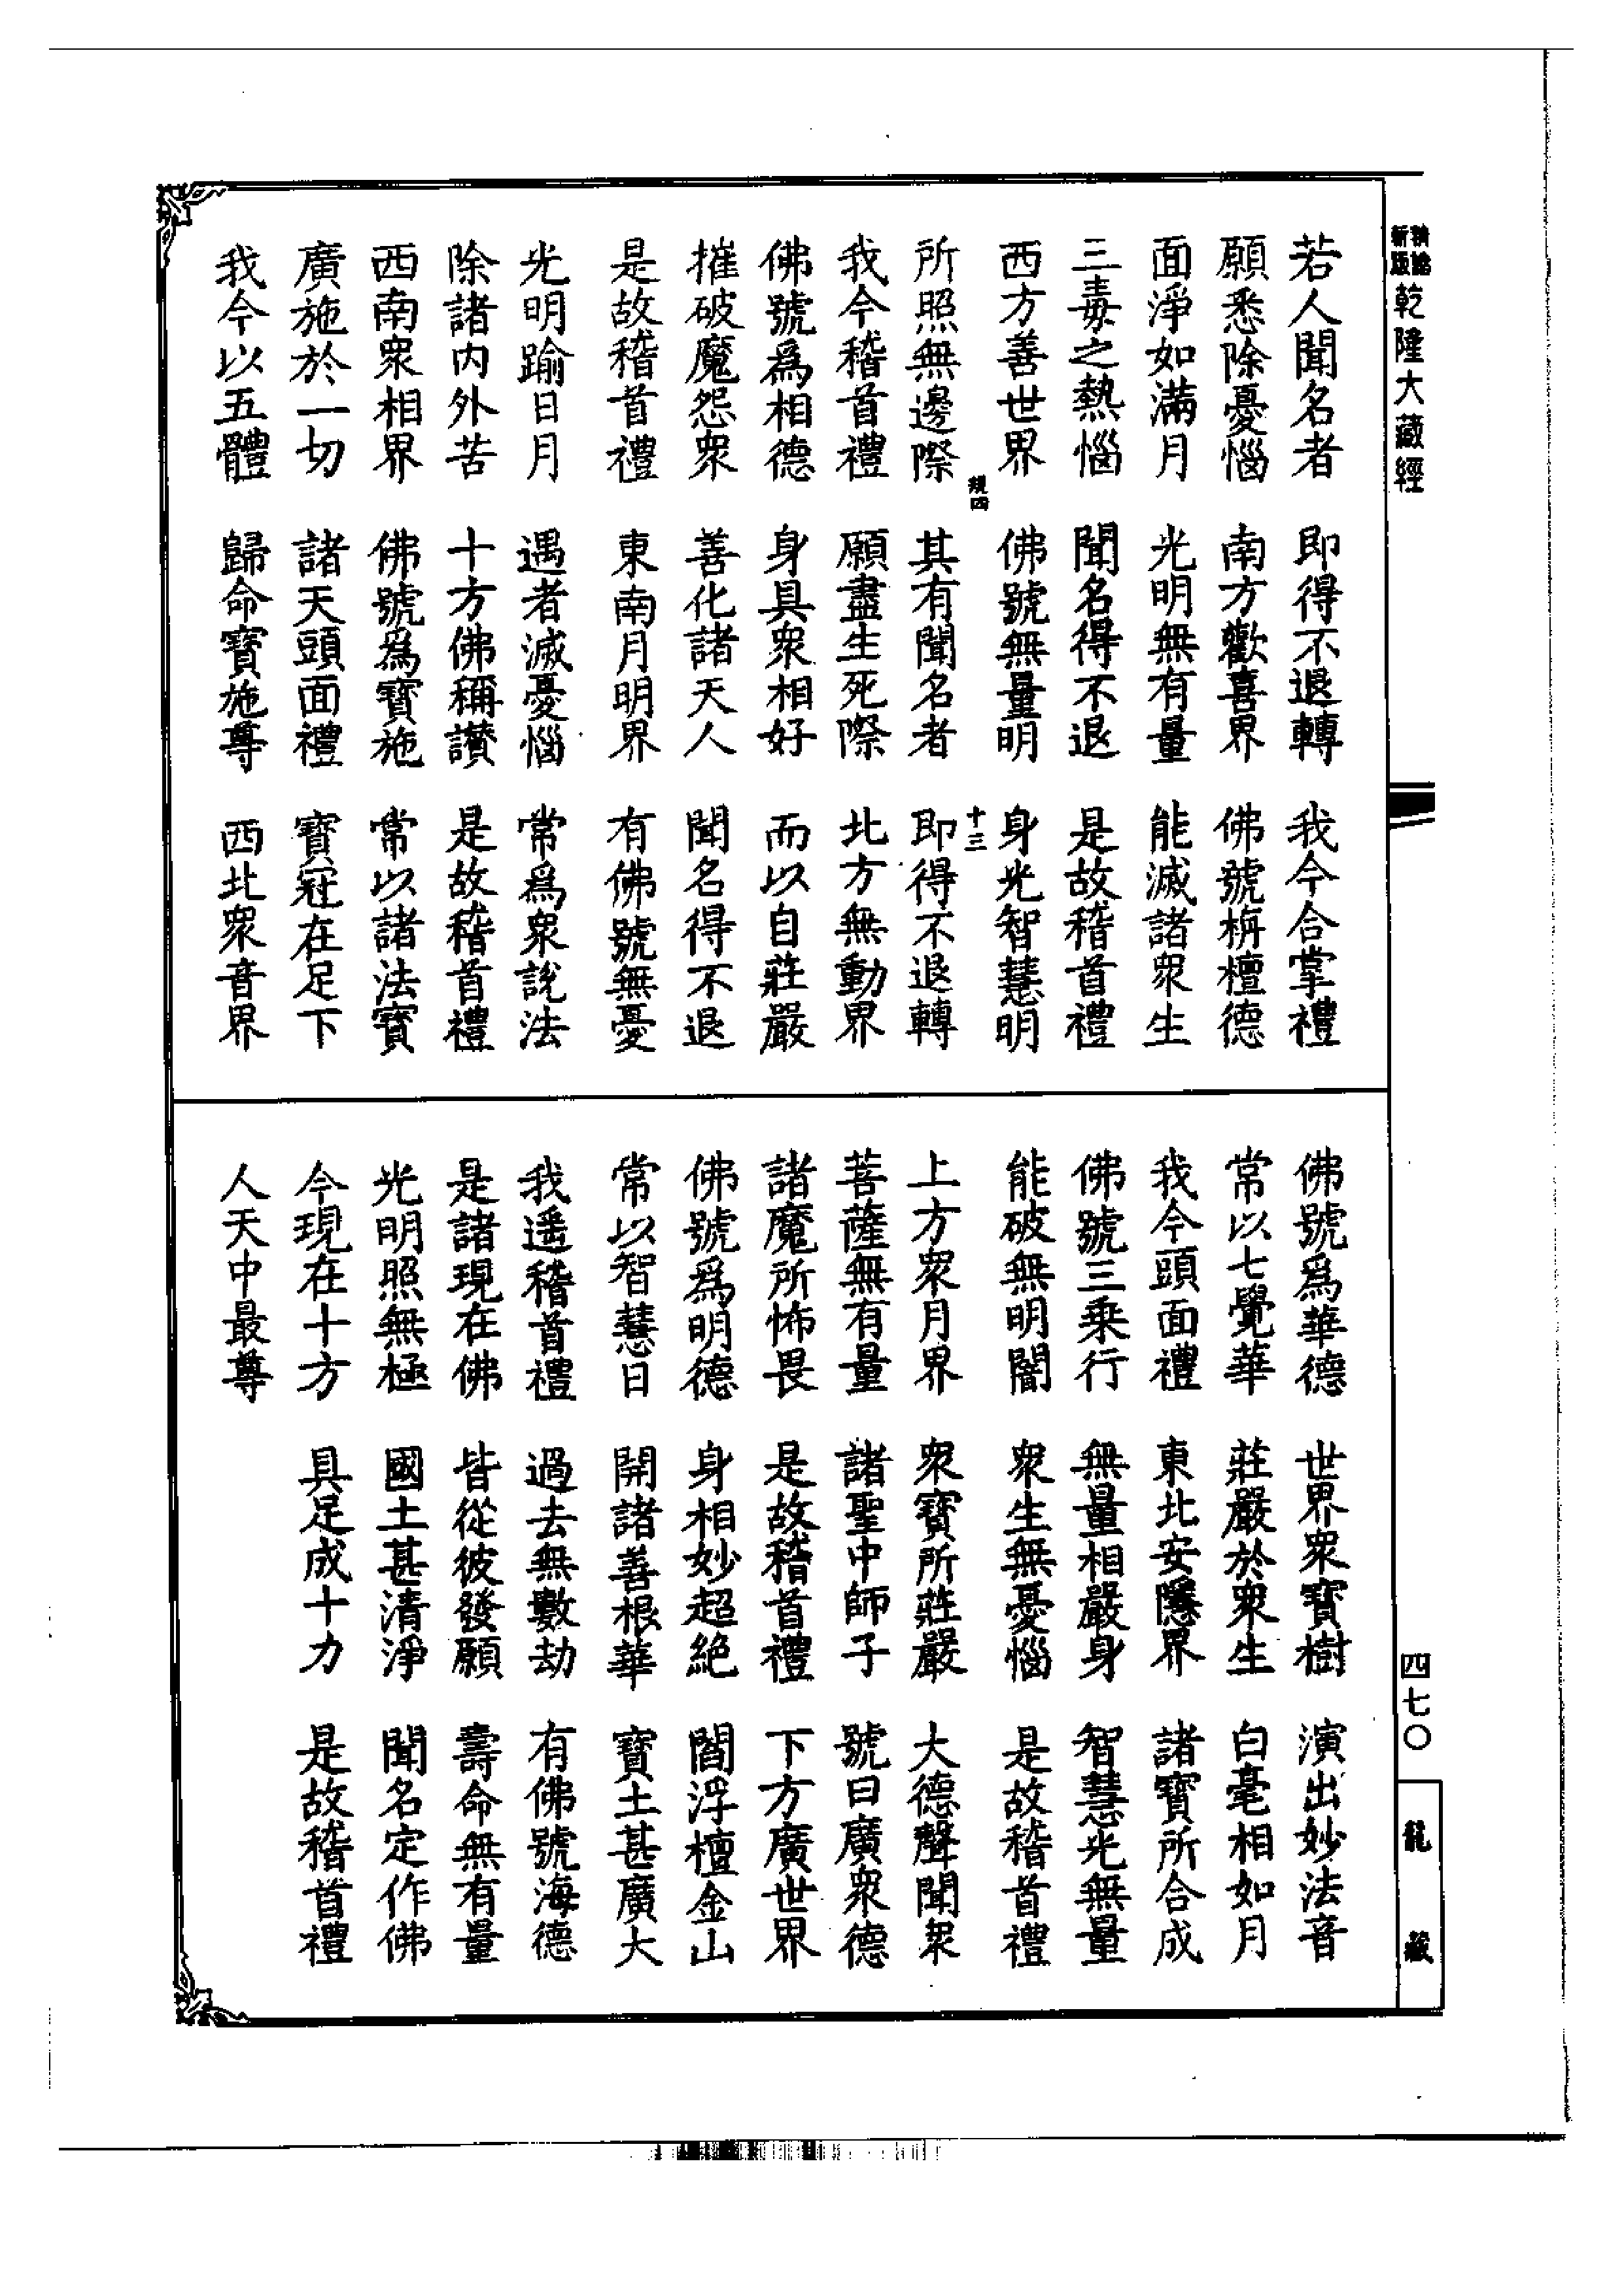 新版
精縮
乾隆大藏經
四七〇
龍藏
若人聞名者　即得不退轉　我今合掌禮
願悉除憂惱　南方歡喜界　佛號栴檀德
面淨如滿月　光明無有量　能滅諸衆生
三毒之熱惱　聞名得不退　是故稽首禮
西方善世界　佛號無量明　身光智慧明
規四　十三
所照無邊際　其有聞名者　即得不退轉
我今稽首禮　願盡生死際　北方無動界
佛號爲相德　身具衆相好　而以自莊嚴
摧破魔怨衆　善化諸天人　聞名得不退
是故稽首禮　東南月明界　有佛號無憂
光明踰日月　遇者滅憂惱　常爲衆說法
除諸内外苦　十方佛稱讃　是故稽首禮
西南衆相界　佛號爲寶施　常以諸法寶
廣施於一切　諸天頭面禮　寶冠在足下
我今以五體　歸命寶施尊　西北衆音界
佛號爲華德　世界衆寶樹　演出妙法音
常以七覺華　莊嚴於衆生　白毫相如月
我今頭面禮　東北安隱界　諸寶所合成
佛號三乘行　無量相嚴身　智慧光無量
能破無明闇　衆生無憂惱　是故稽首禮
上方衆月界　衆寶所莊嚴　大德聲聞衆
菩薩無有量　諸聖中師子　號曰廣衆德
諸魔所怖畏　是故稽首禮　下方廣世界
佛號爲明德　身相妙超絶　閻浮檀金山
常以智慧日　開諸善根華　寶土甚廣大
我遥稽首禮　過去無數劫　有佛號海德
是諸現在佛　皆從彼發願　壽命無有量
光明照無極　國土甚清淨　聞名定作佛
今現在十方　具足成十力　是故稽首禮
人天中最尊